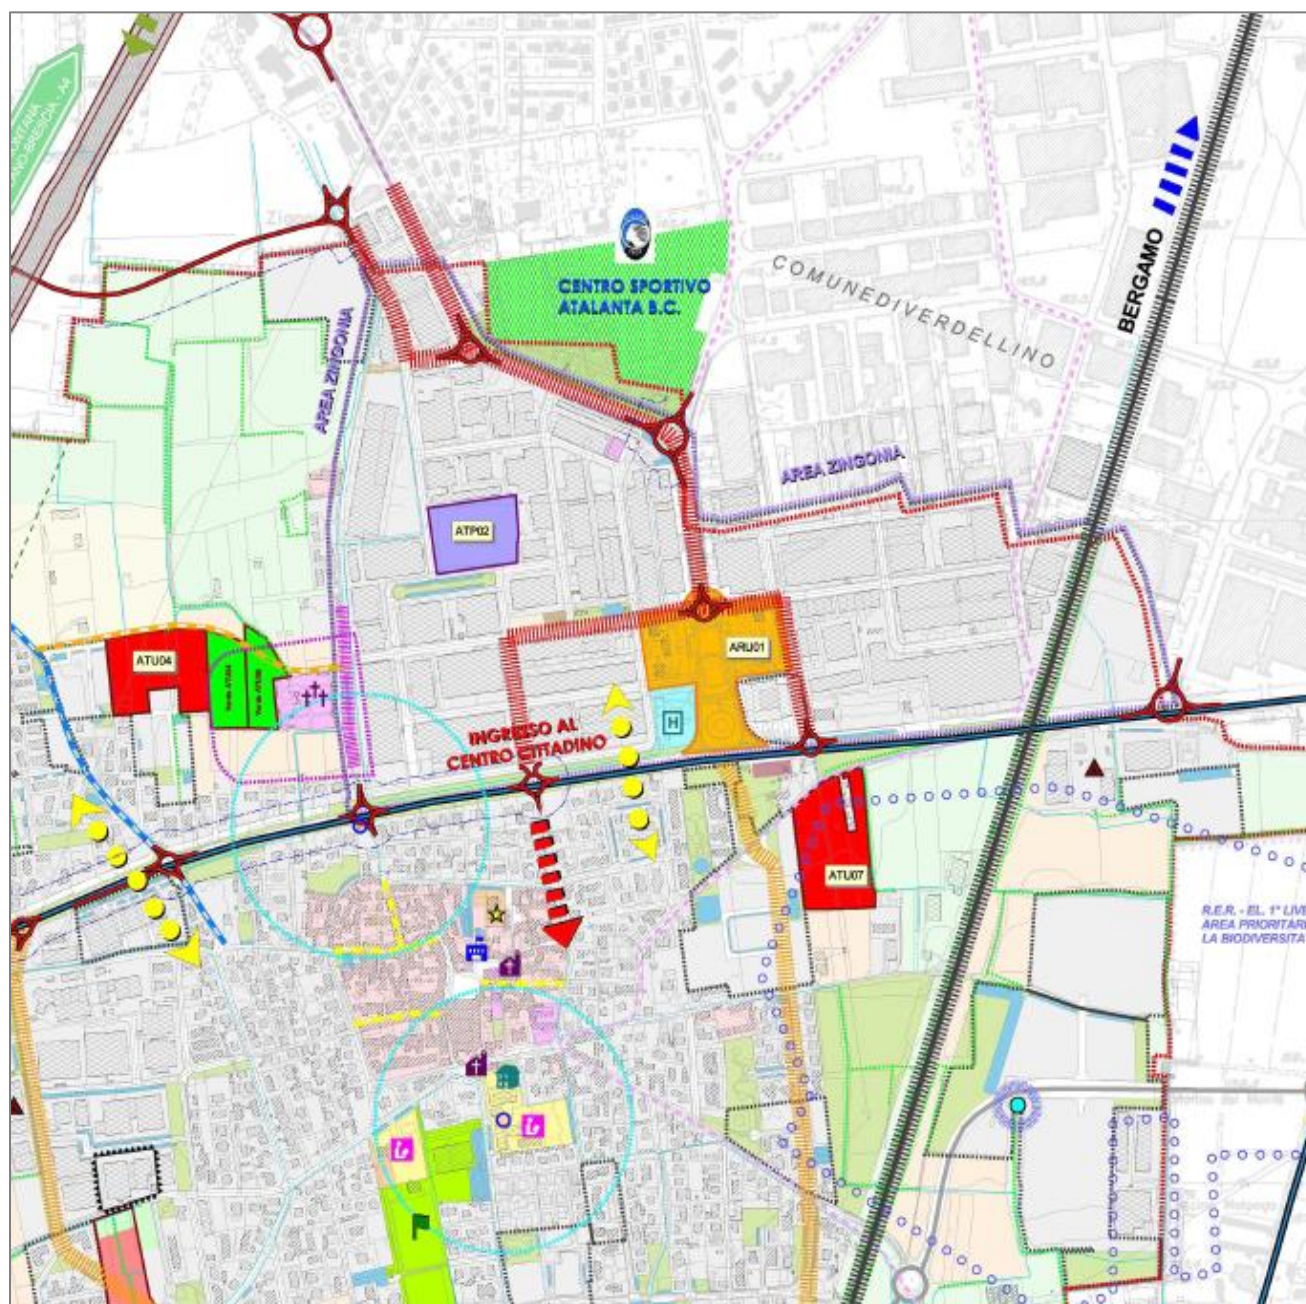 CENTRO SPORTIVO
ATALANTA B.C.
COMUNEDIVERDELLINO
BERGAMO
AREA ZINGONIA
AREA ZINGONIA
ATP02
ATU04
ARU01
H
INGRESSO AL
CENTRO CITTADINO
ATU07
R.E.R. - EL. 1° LIV
AREA PRIORITAR
LA BIODIVERSITA